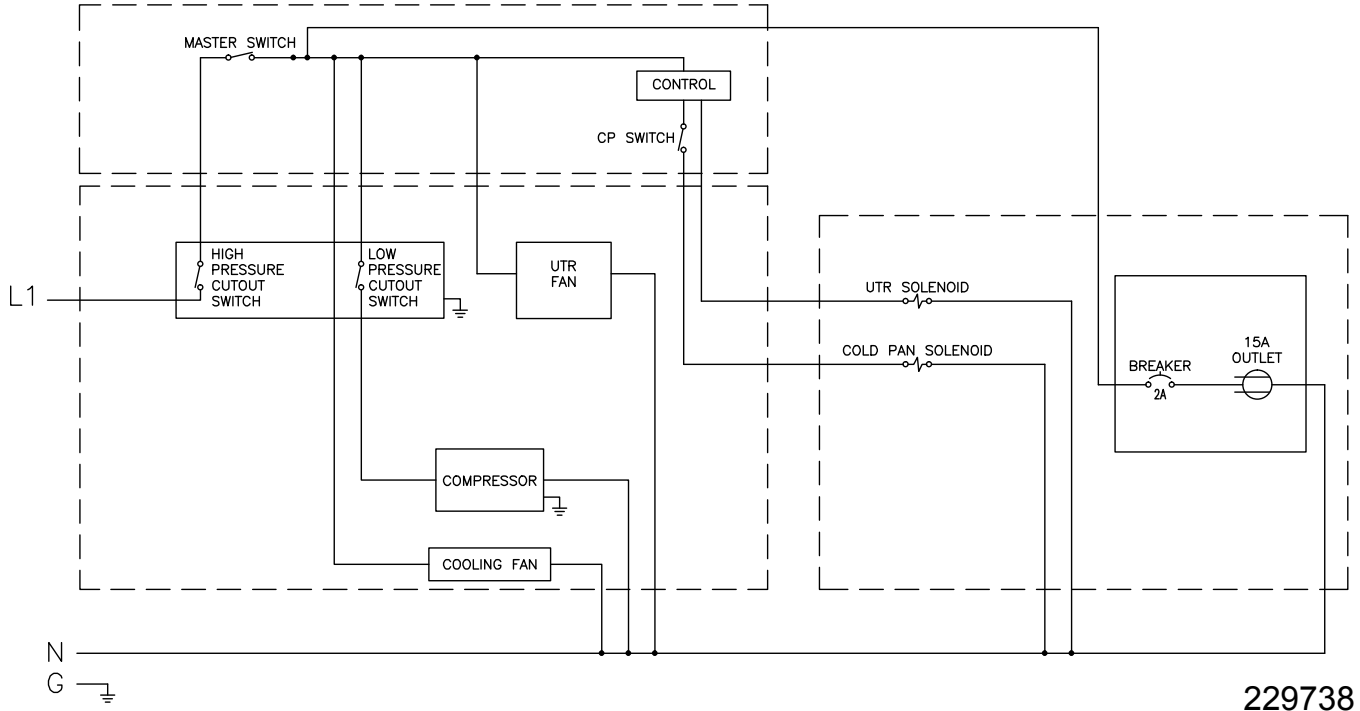 MASTER SWITCH
CONTROL
CP SWITCH
HIGH
PRESSURE
CUTOUT
SWITCH
LOW
PRESSURE
CUTOUT
SWITCH
UTR
FAN
L1
UTR SOLENOID
COLD PAN SOLENOID
15A
OUTLET
BREAKER
2A
COMPRESSOR
COOLING FAN
N
G
229738